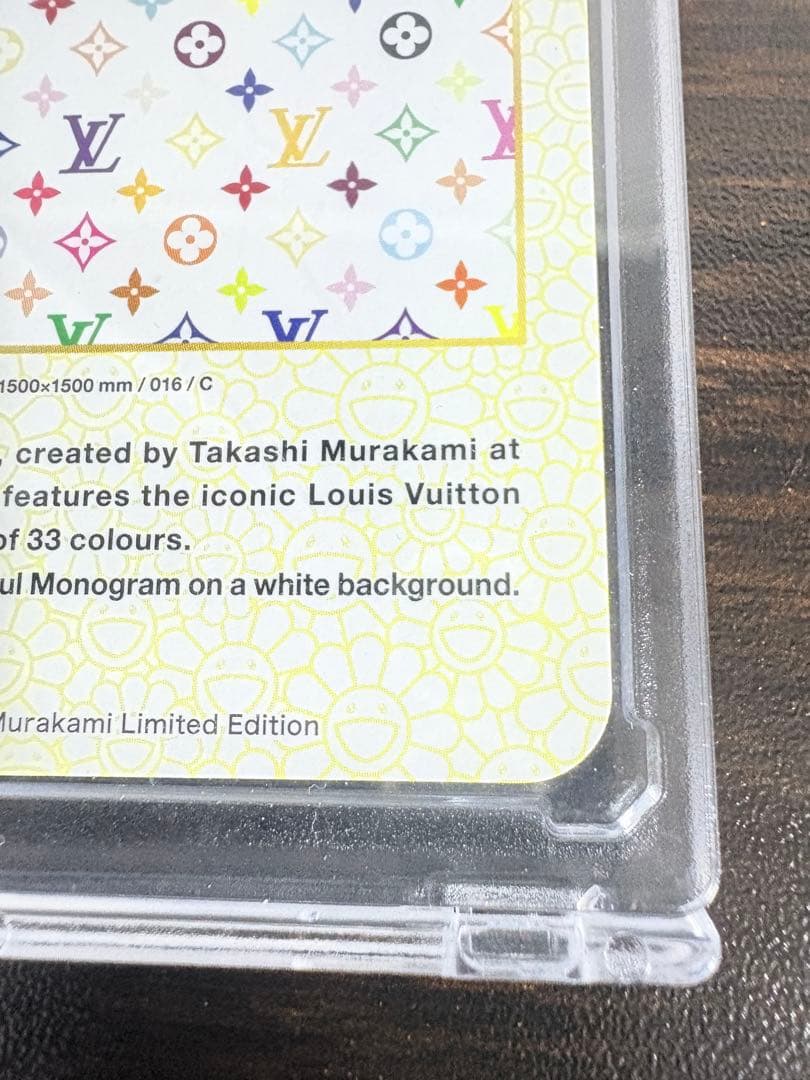 1500×1500 mm / 016 / C
, created by Takashi Murakami at
features the iconic Louis Vuitton
of 33 colours.
ul Monogram on a white background.
Murakami Limited Edition